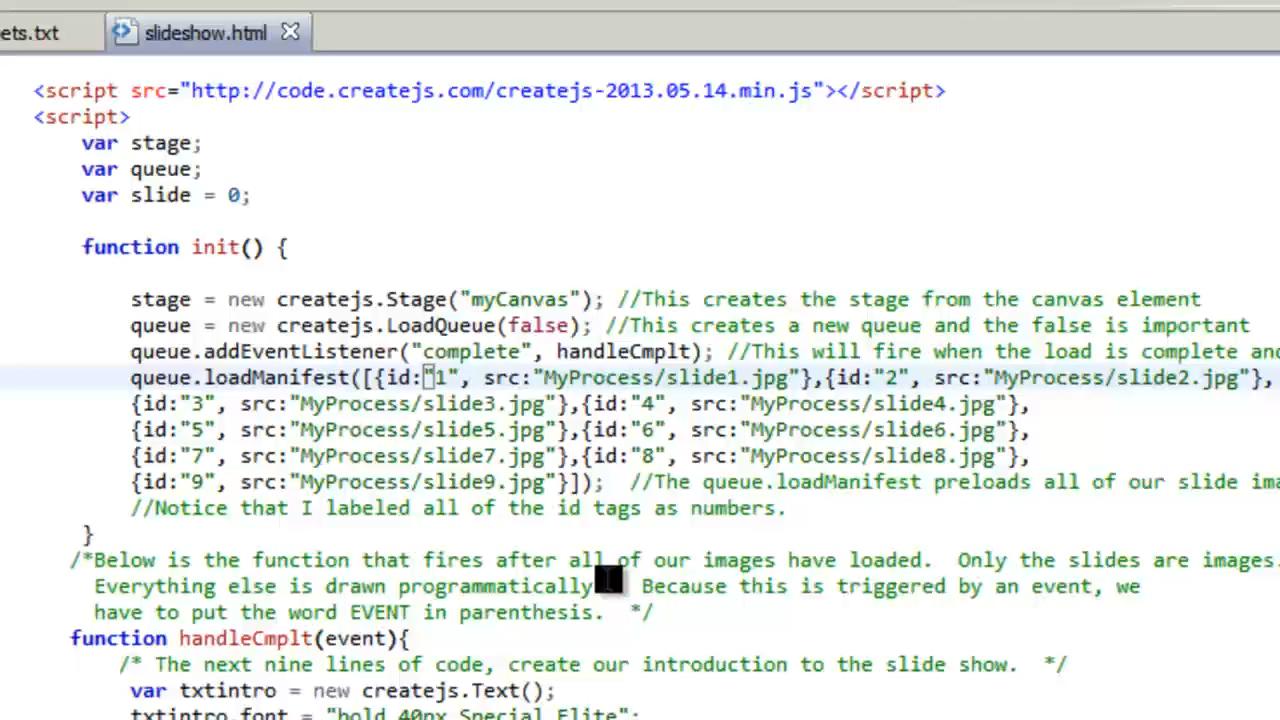 ets.txt slideshow.html
<script src="http://code.createjs.com/createjs-2013.05.14.min.js"></script>
<script>
var stage;
var queue;
var slide = 0;
function init() {
stage = new createjs.Stage("myCanvas"); //This creates the stage from the canvas element
queue = new createjs.LoadQueue(false); //This creates a new queue and the false is important
queue.addEventListener("complete", handleCmplt); //This will fire when the load is complete and
queue.loadManifest([{id:"1", src:"MyProcess/slide1.jpg"},{id:"2", src:"MyProcess/slide2.jpg"},
{id:"3", src:"MyProcess/slide3.jpg"},{id:"4", src:"MyProcess/slide4.jpg"},
{id:"5", src:"MyProcess/slide5.jpg"},{id:"6", src:"MyProcess/slide6.jpg"},
{id:"7", src:"MyProcess/slide7.jpg"},{id:"8", src:"MyProcess/slide8.jpg"},
{id:"9", src:"MyProcess/slide9.jpg"}]);  //The queue.loadManifest preloads all of our slide ima
//Notice that I labeled all of the id tags as numbers.
}
/*Below is the function that fires after all of our images have loaded.  Only the slides are images.
Everything else is drawn programmatically  Because this is triggered by an event, we
have to put the word EVENT in parenthesis.  */
function handleCmplt(event){
/* The next nine lines of code, create our introduction to the slide show.  */
var txtintro = new createjs.Text();
txtintro.font = "bold 40px Special Elite";